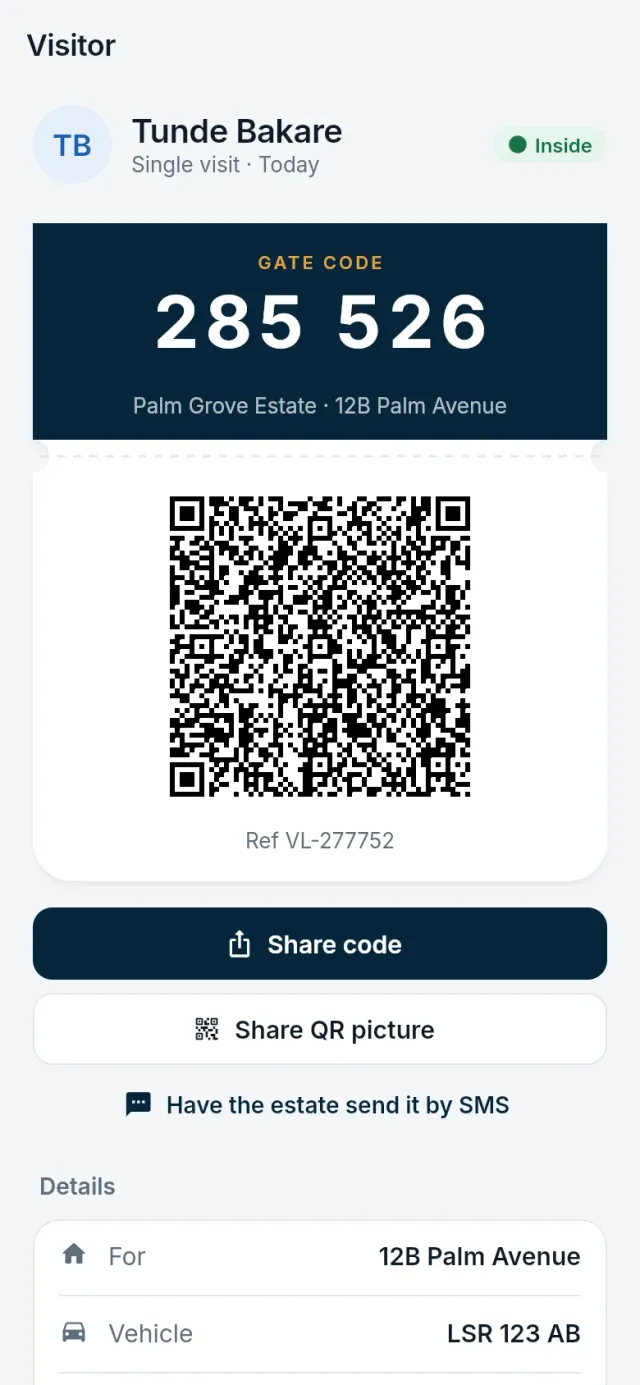 Visitor
TB
Tunde Bakare
Single visit · Today
Inside
GATE CODE
285 526
Palm Grove Estate · 12B Palm Avenue
Ref VL-277752
Share code
Share QR picture
Have the estate send it by SMS
Details
For 12B Palm Avenue
Vehicle LSR 123 AB